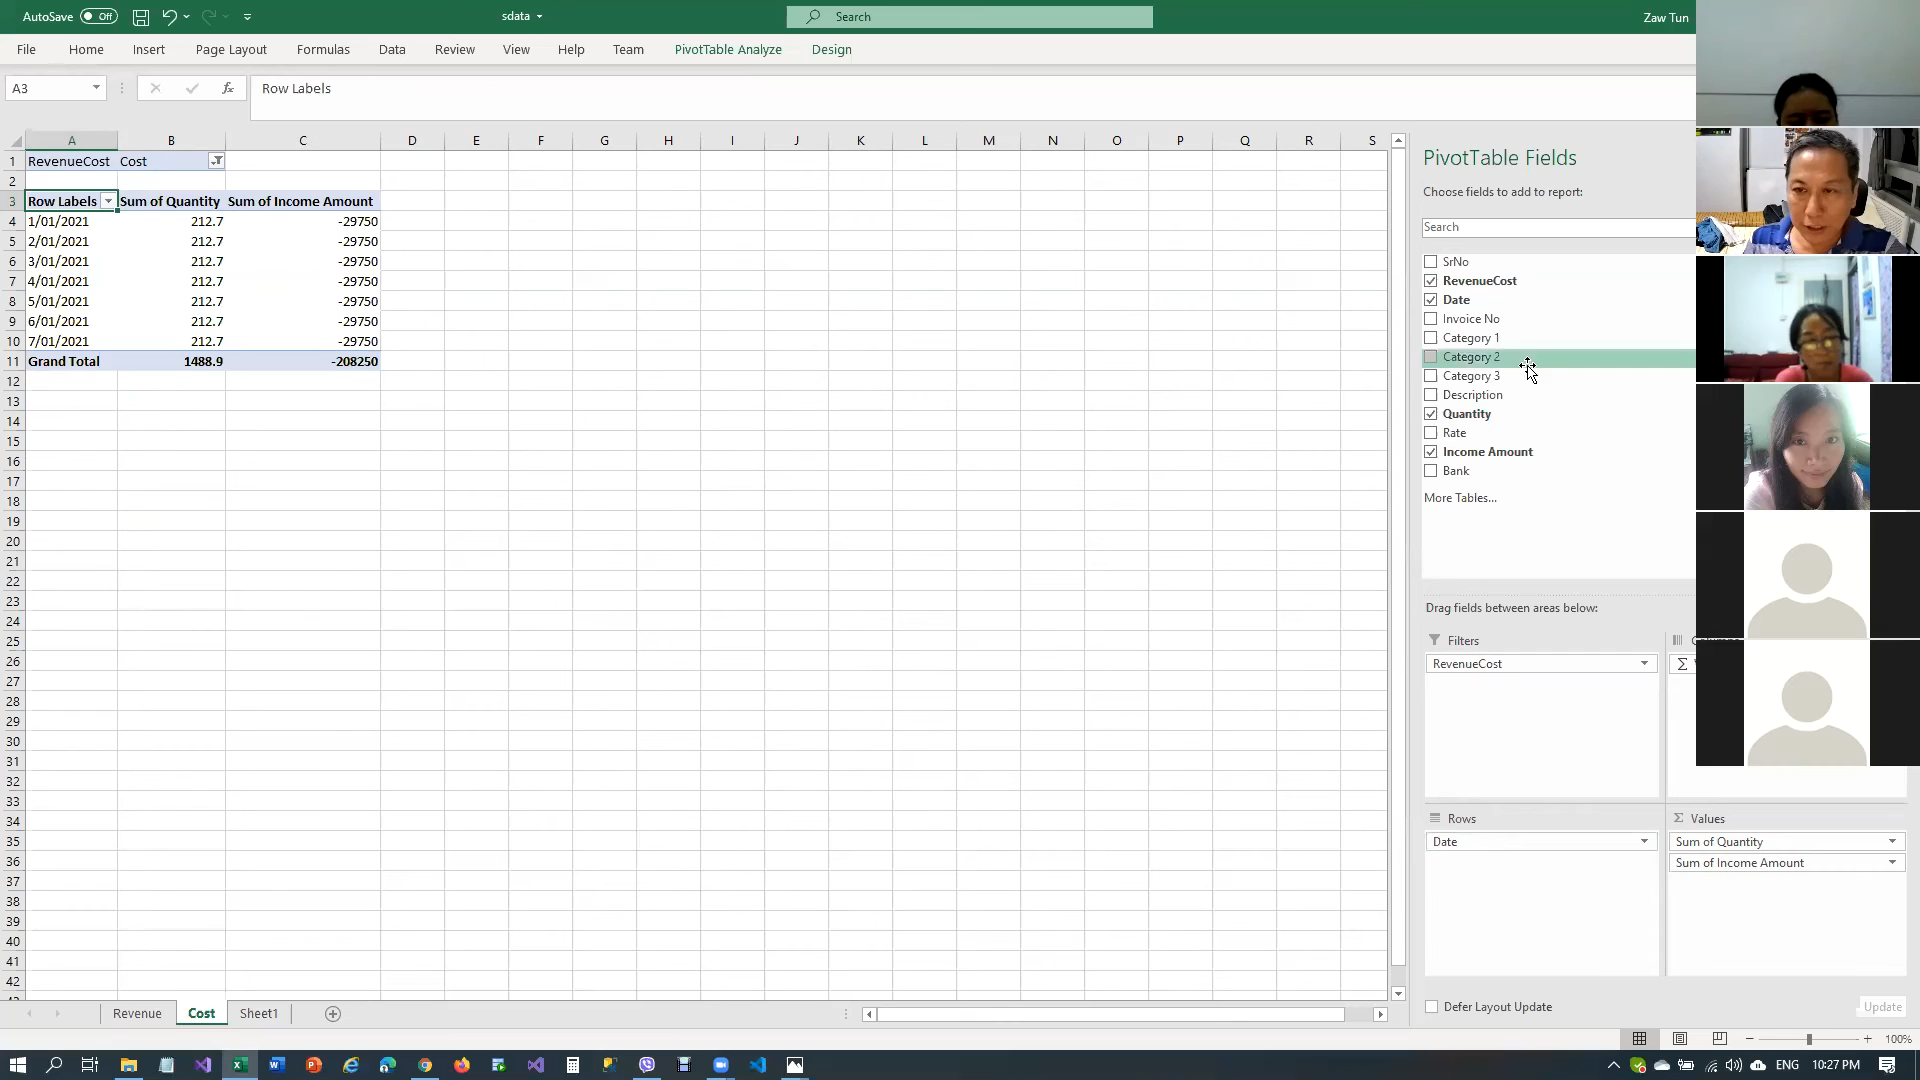 AutoSave Off sdata Search Zaw Tun
File Home Insert Page Layout Formulas Data Review View Help Team PivotTable Analyze Design
A3 fx Row Labels
A B C D E F G H I J K L M N O P Q R S
1 RevenueCost Cost
2
3 Row Labels Sum of Quantity Sum of Income Amount
4 1/01/2021 212.7 -29750
5 2/01/2021 212.7 -29750
6 3/01/2021 212.7 -29750
7 4/01/2021 212.7 -29750
8 5/01/2021 212.7 -29750
9 6/01/2021 212.7 -29750
10 7/01/2021 212.7 -29750
11 Grand Total 1488.9 -208250
12
13
14
15
16
17
18
19
20
21
22
23
24
25
26
27
28
29
30
31
32
33
34
35
36
37
38
39
40
41
42
PivotTable Fields
Choose fields to add to report:
Search
SrNo
RevenueCost
Date
Invoice No
Category 1
Category 2
Category 3
Description
Quantity
Rate
Income Amount
Bank
More Tables...
Drag fields between areas below:
Filters
RevenueCost
Σ
Rows
Date
Σ Values
Sum of Quantity
Sum of Income Amount
Defer Layout Update Update
Revenue Cost Sheet1
100%
ENG 10:27 PM